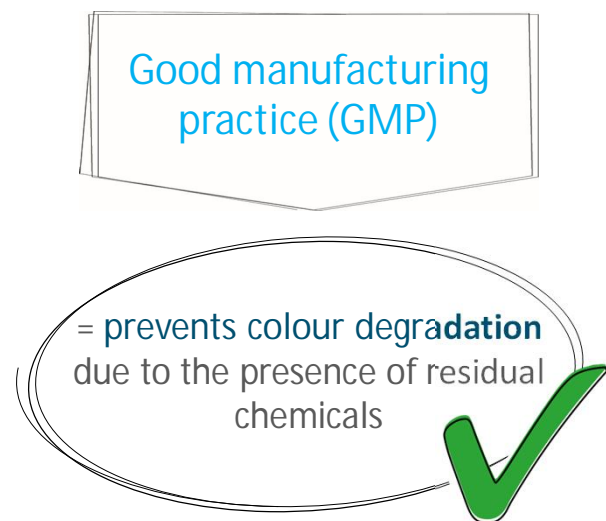 Good manufacturing
practice (GMP)
= prevents colour degradation
due to the presence of residual
chemicals